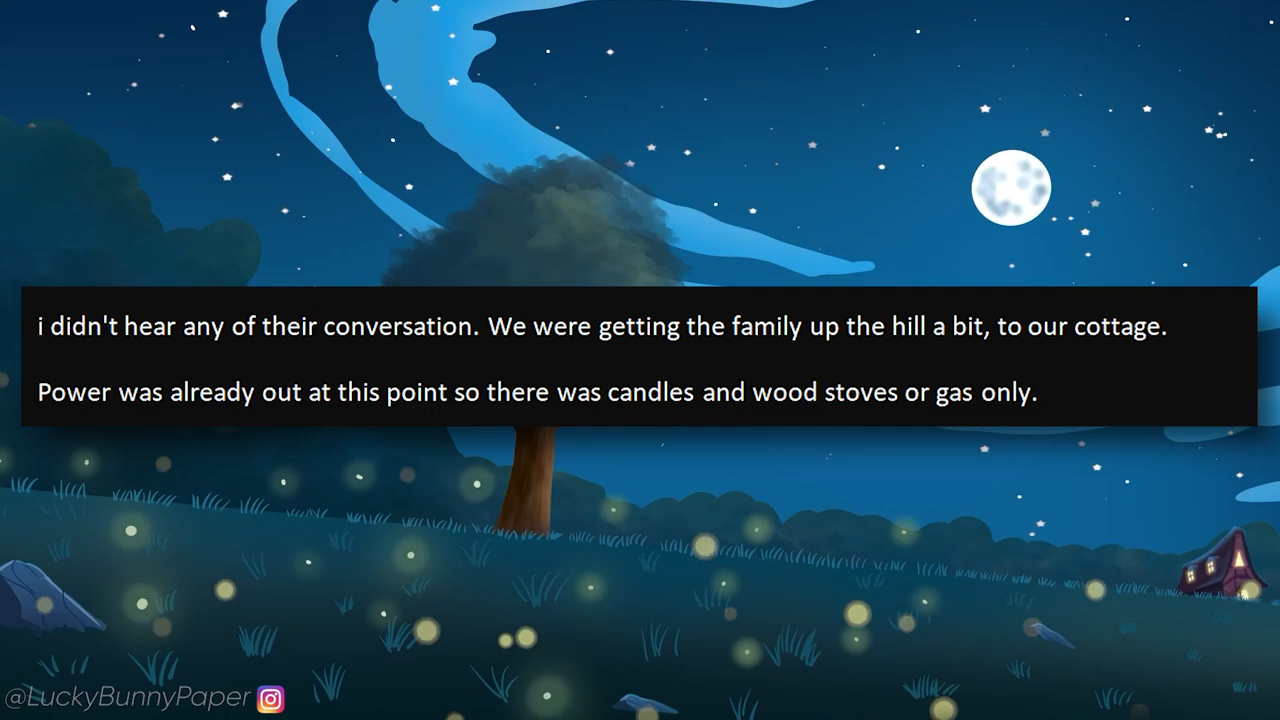 i didn't hear any of their conversation. We were getting the family up the hill a bit, to our cottage.
Power was already out at this point so there was candles and wood stoves or gas only.
@LuckyBunnyPaper